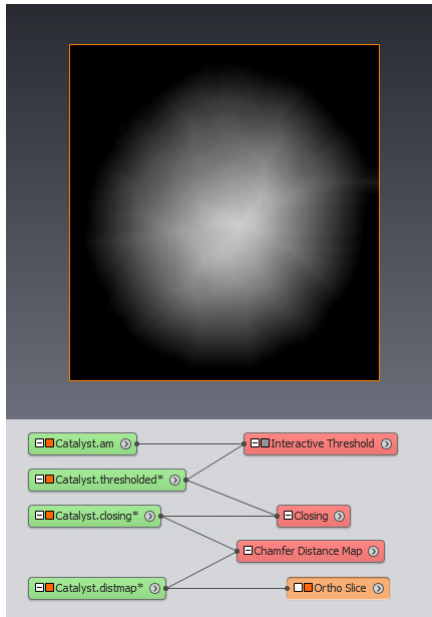 Catalyst.am
Interactive Threshold
Catalyst.thresholded*
Catalyst.closing*
Closing
Chamfer Distance Map
Catalyst.distmap*
Ortho Slice